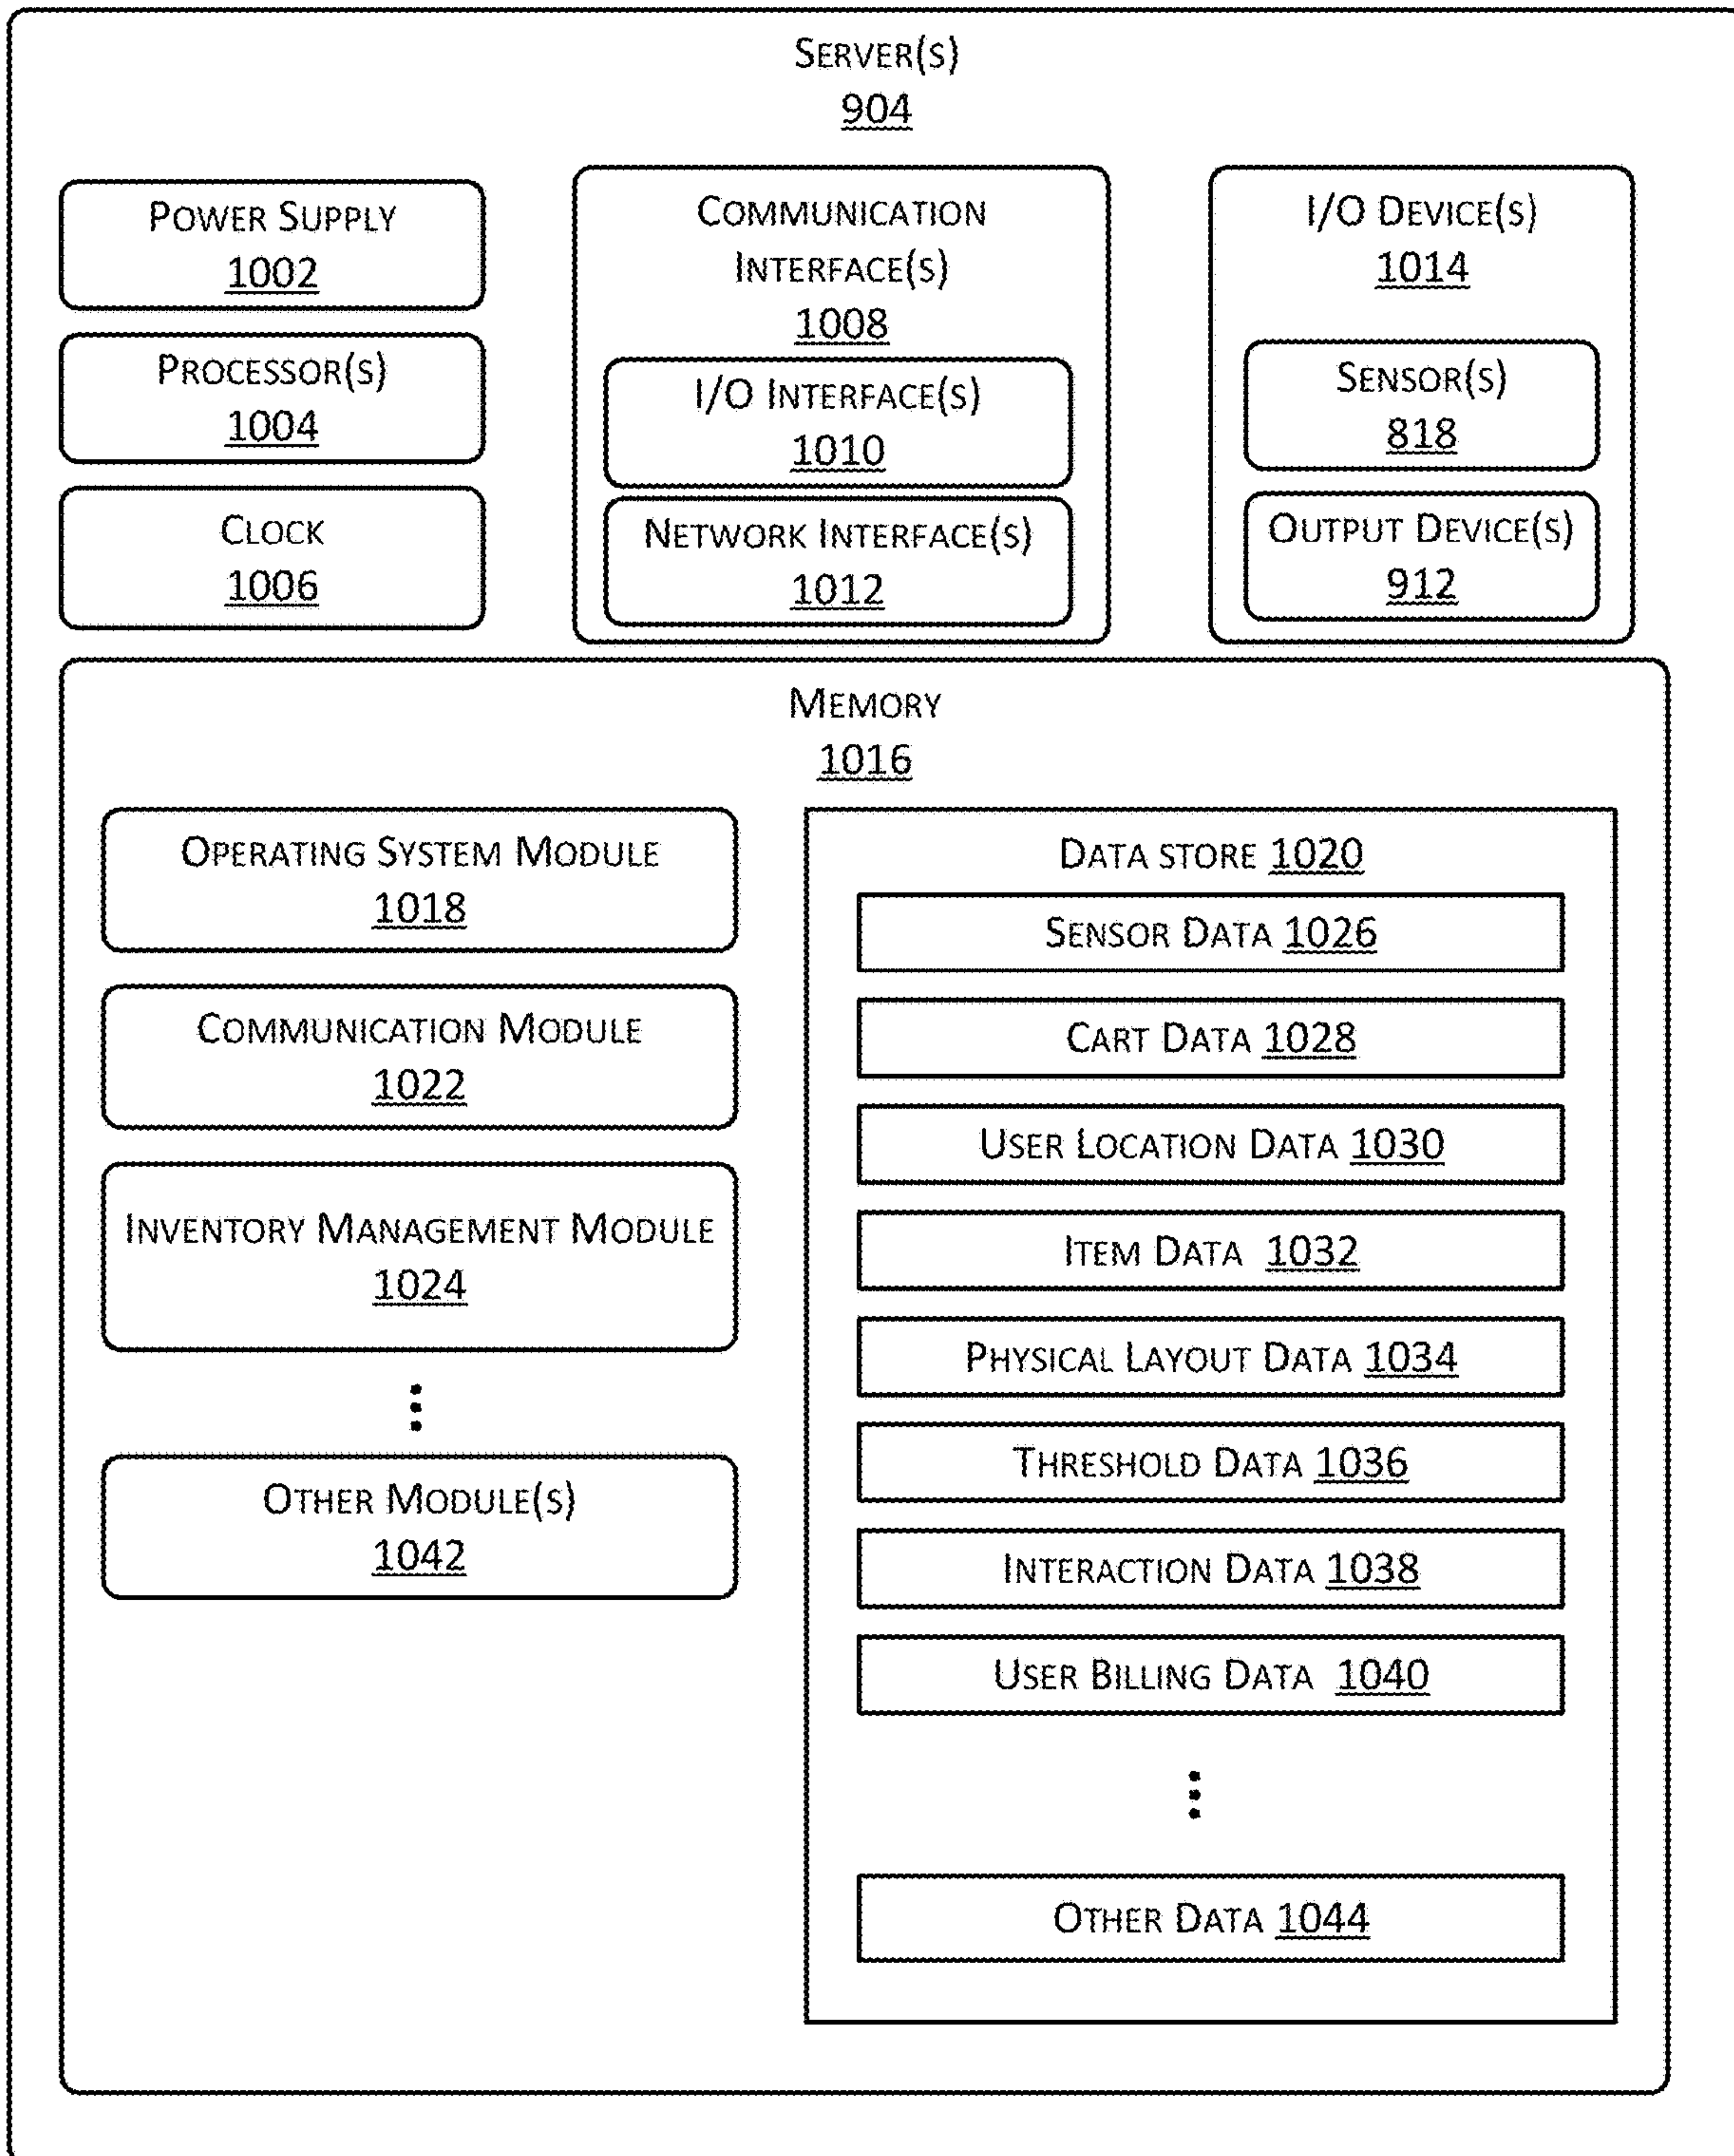 SERVER(S)
904
POWER SUPPLY
1002
PROCESSOR(S)
1004
CLOCK
1006
COMMUNICATION
INTERFACE(S)
1008
I/O INTERFACE(S)
1010
NETWORK INTERFACE(S)
1012
I/O DEVICE(S)
1014
SENSOR(S)
818
OUTPUT DEVICE(S)
912
MEMORY
1016
OPERATING SYSTEM MODULE
1018
COMMUNICATION MODULE
1022
INVENTORY MANAGEMENT MODULE
1024
OTHER MODULE(S)
1042
DATA STORE 1020
SENSOR DATA 1026
CART DATA 1028
USER LOCATION DATA 1030
ITEM DATA 1032
PHYSICAL LAYOUT DATA 1034
THRESHOLD DATA 1036
INTERACTION DATA 1038
USER BILLING DATA 1040
OTHER DATA 1044